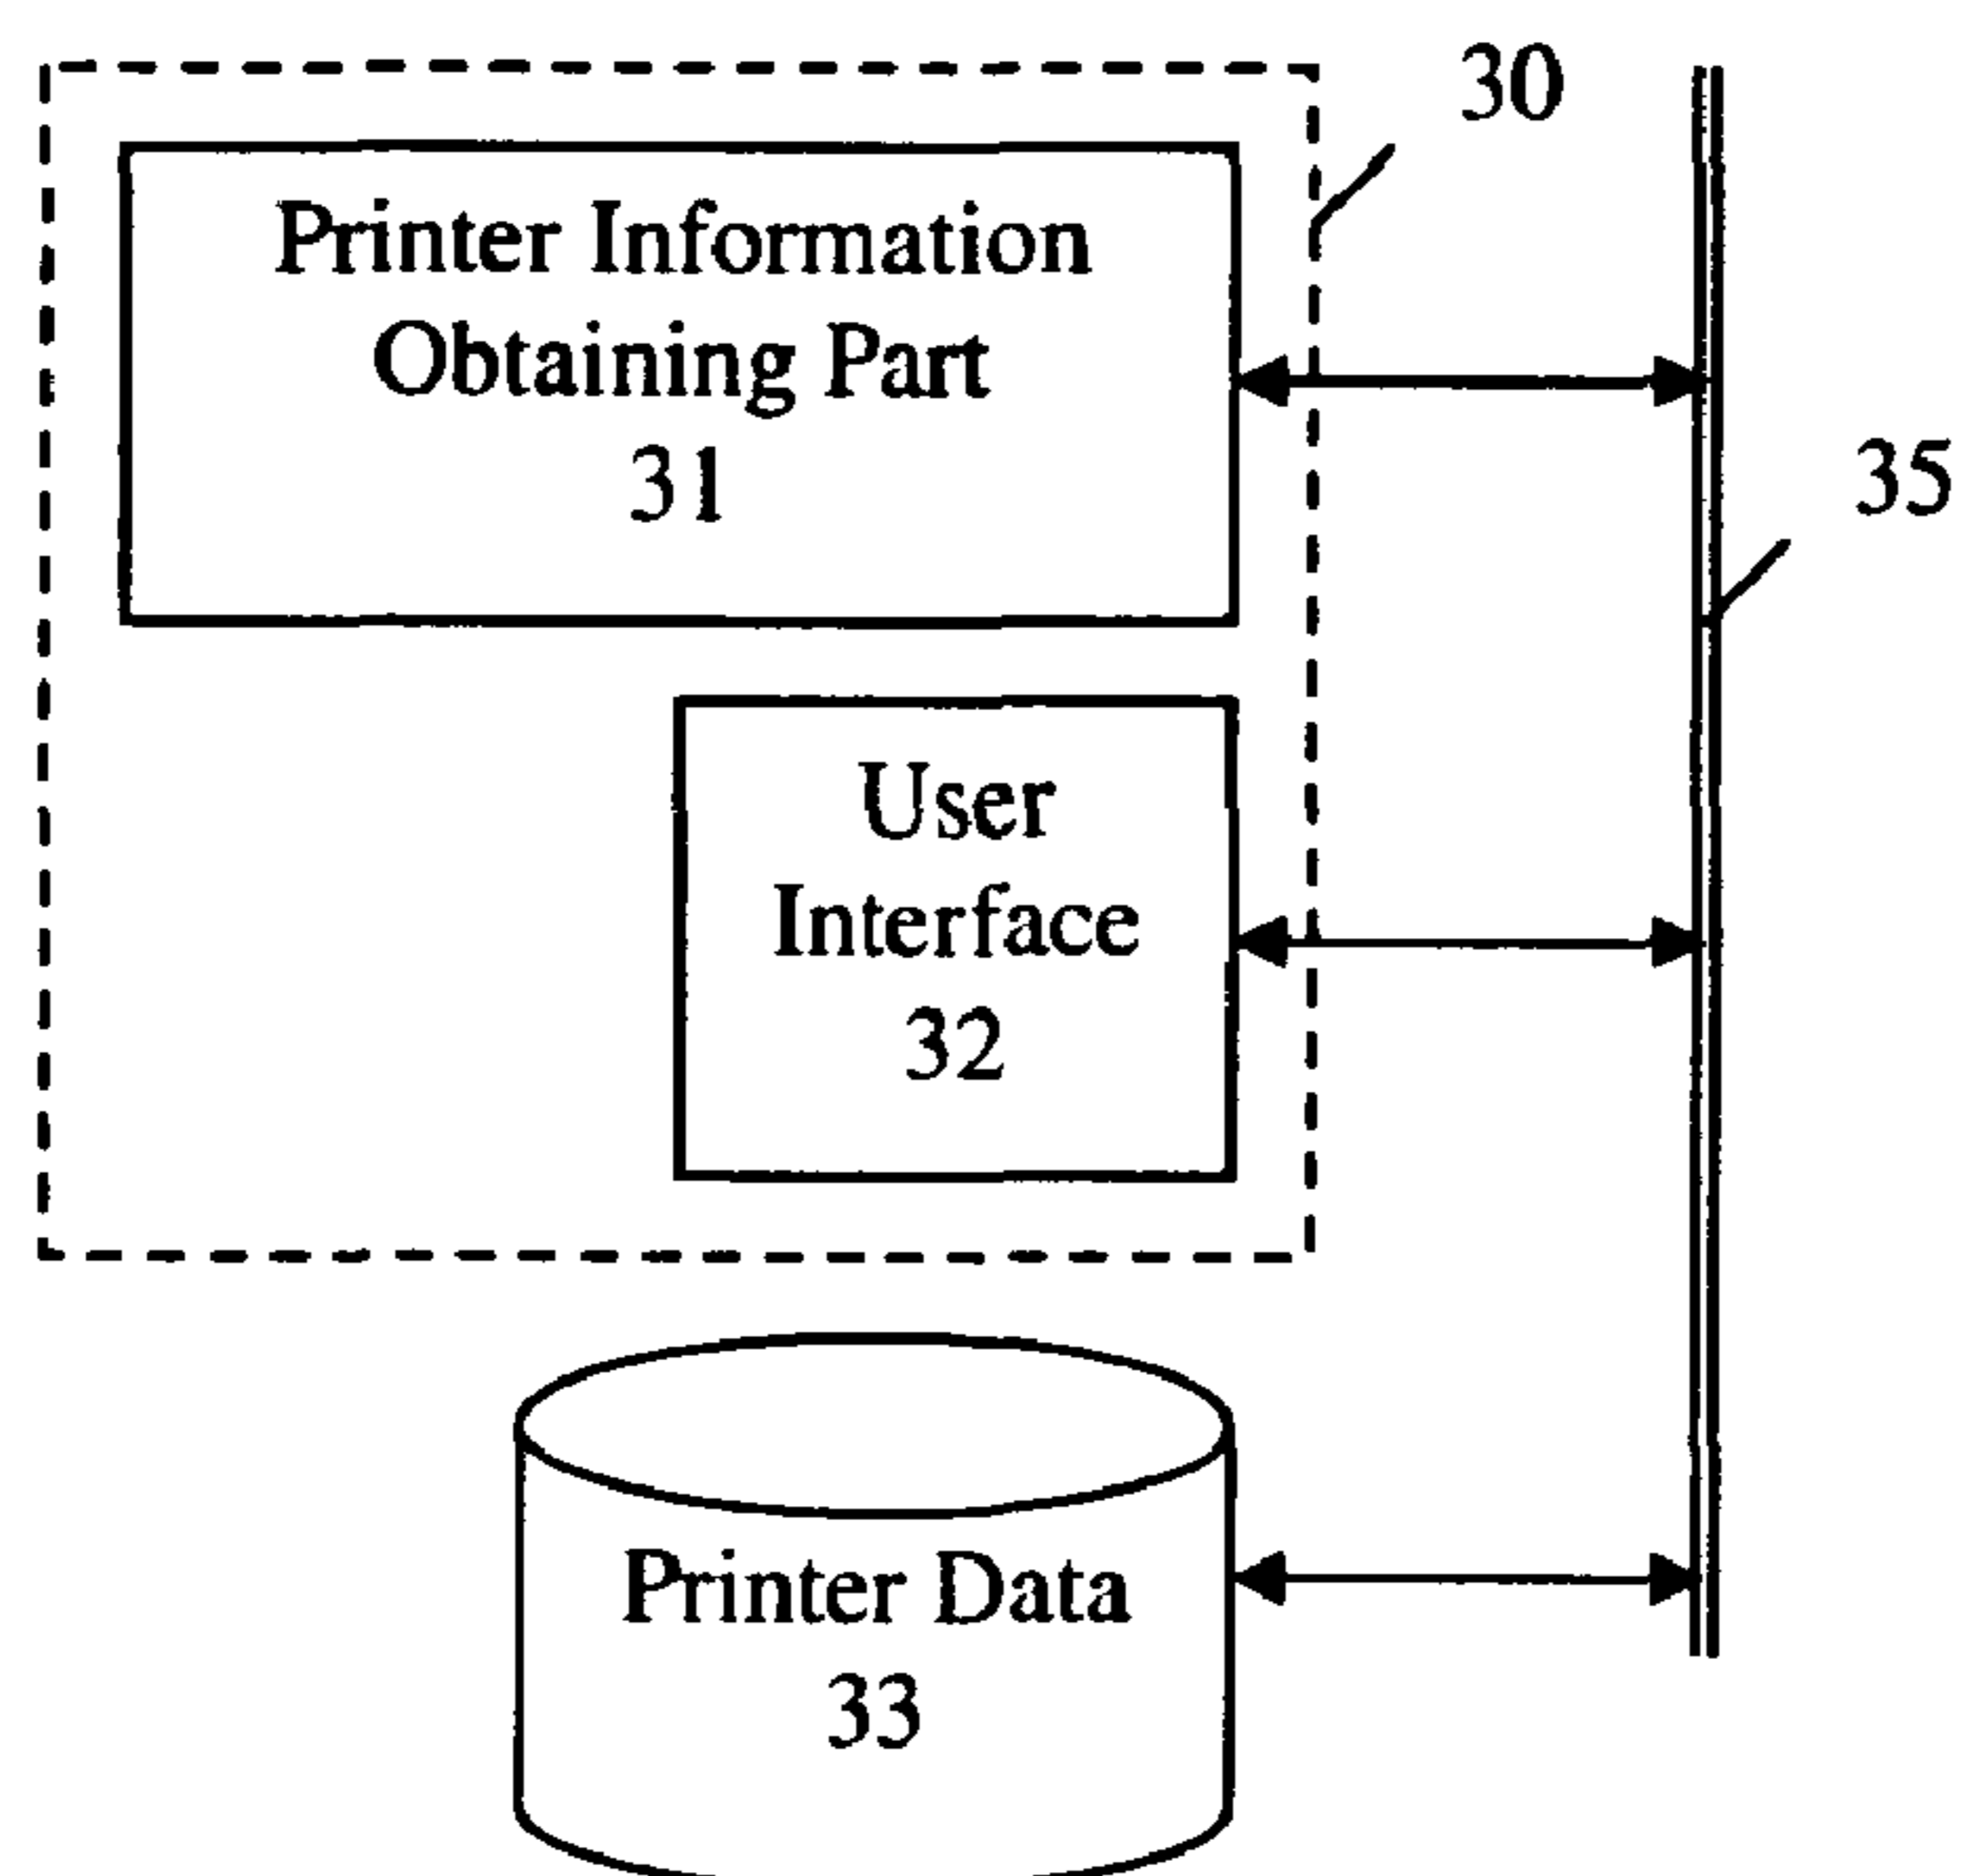 30
Printer Information
Obtaining Part
31
35
User
Interface
32
Printer Data
33